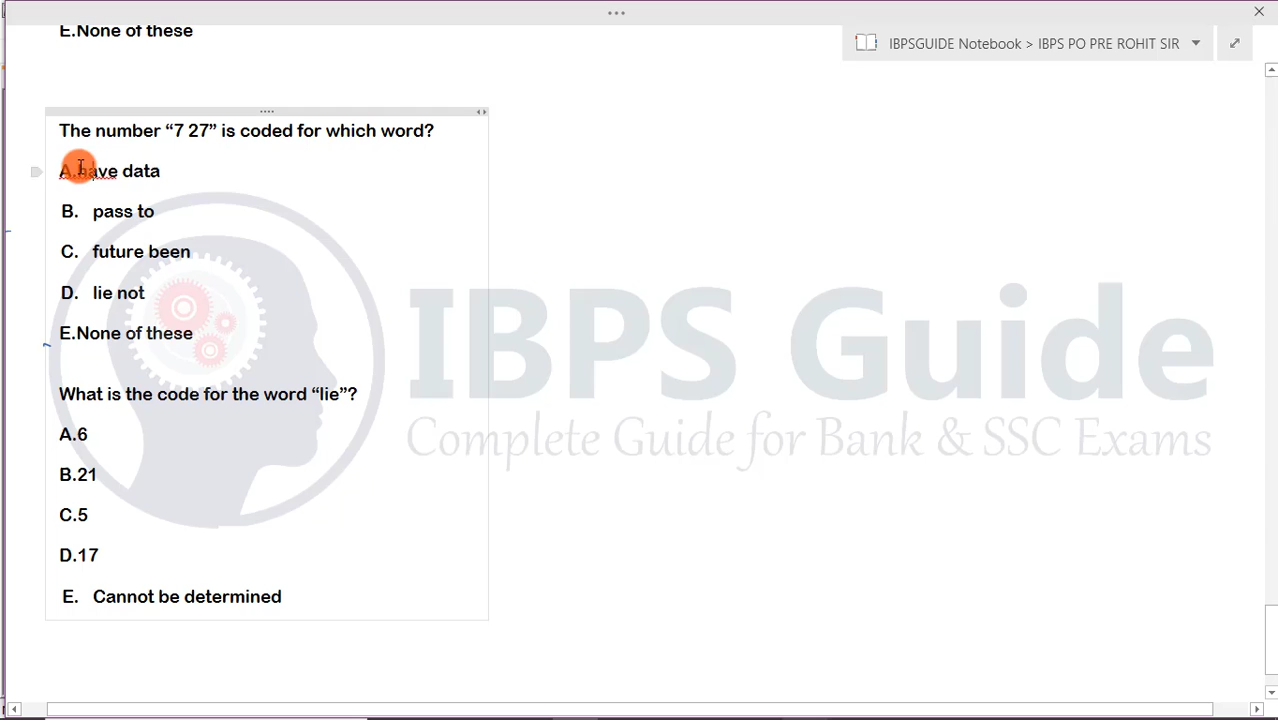 E.None of these
IBPSGUIDE Notebook > IBPS PO PRE ROHIT SIR
The number “7 27” is coded for which word?
A.have data
B. pass to
C. future been
D. lie not
E.None of these
What is the code for the word “lie”?
A.6
B.21
C.5
D.17
E. Cannot be determined
IBPS Guide
Complete Guide for Bank & SSC Exams